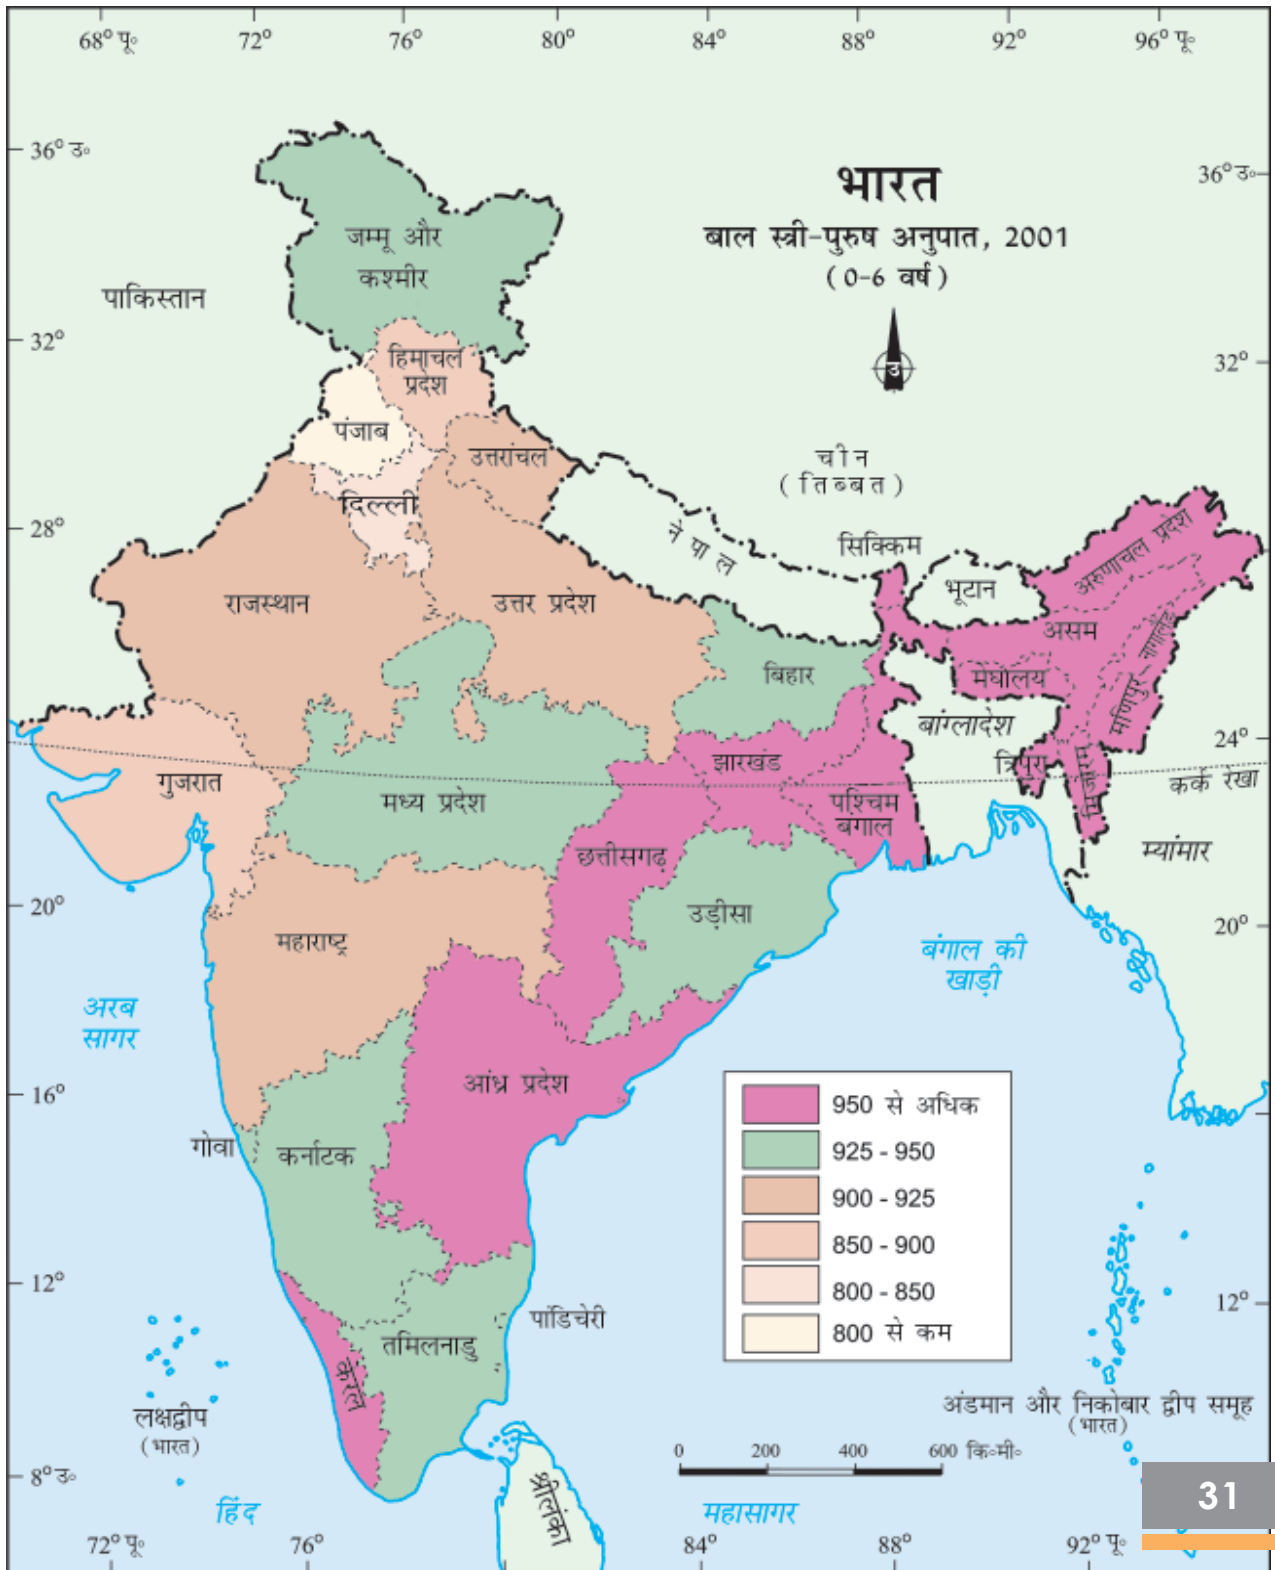 68° पू॰ 72° 76° 80° 84° 88° 92° 96° पू॰
36° उ॰
36° उ॰
भारत
बाल स्त्री-पुरुष अनुपात, 2001
(0-6 वर्ष)
जम्मू और
कश्मीर
पाकिस्तान
32°
32°
हिमाचल
प्रदेश
उ
पंजाब
उत्तरांचल
चीन
(तिब्बत)
दिल्ली
28°
नेपाल
सिक्किम
अरुणाचल प्रदेश
भूटान
राजस्थान
उत्तर प्रदेश
असम
नागालैंड
बिहार
मेघालय
मणिपुर
बांग्लादेश
24°
गुजरात
झारखंड
त्रिपुरा
मिजोरम
कर्क रेखा
मध्य प्रदेश
पश्चिम
बंगाल
छत्तीसगढ़
म्यांमार
20°
20°
उड़ीसा
महाराष्ट्र
बंगाल की
खाड़ी
अरब
सागर
आंध्र प्रदेश
16°
950 से अधिक
गोवा
कर्नाटक
925 - 950
900 - 925
850 - 900
800 - 850
800 से कम
12°
12°
पांडिचेरी
तमिलनाडु
केरल
लक्षद्वीप
(भारत)
अंडमान और निकोबार द्वीप समूह
(भारत)
0 200 400 600 कि॰मी॰
8° उ॰
श्रीलंका
31
हिंद
महासागर
72° पू॰ 76° 84° 88° 92° पू॰